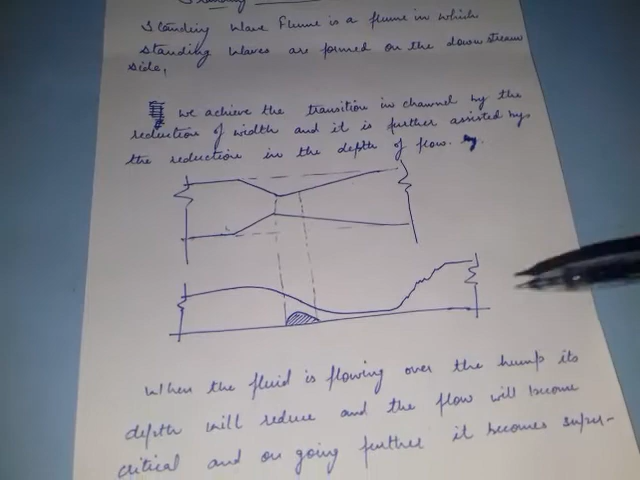 Standing
Standing Wave Flume is a flume in which
standing waves are formed on the down stream
side,
we achieve the transition in channel by the
reduction of width and it is further assisted by
the reduction in the depth of flow.
When the fluid is flowing over the hump its
depth will reduce and the flow will become
critical and on going further it becomes super-